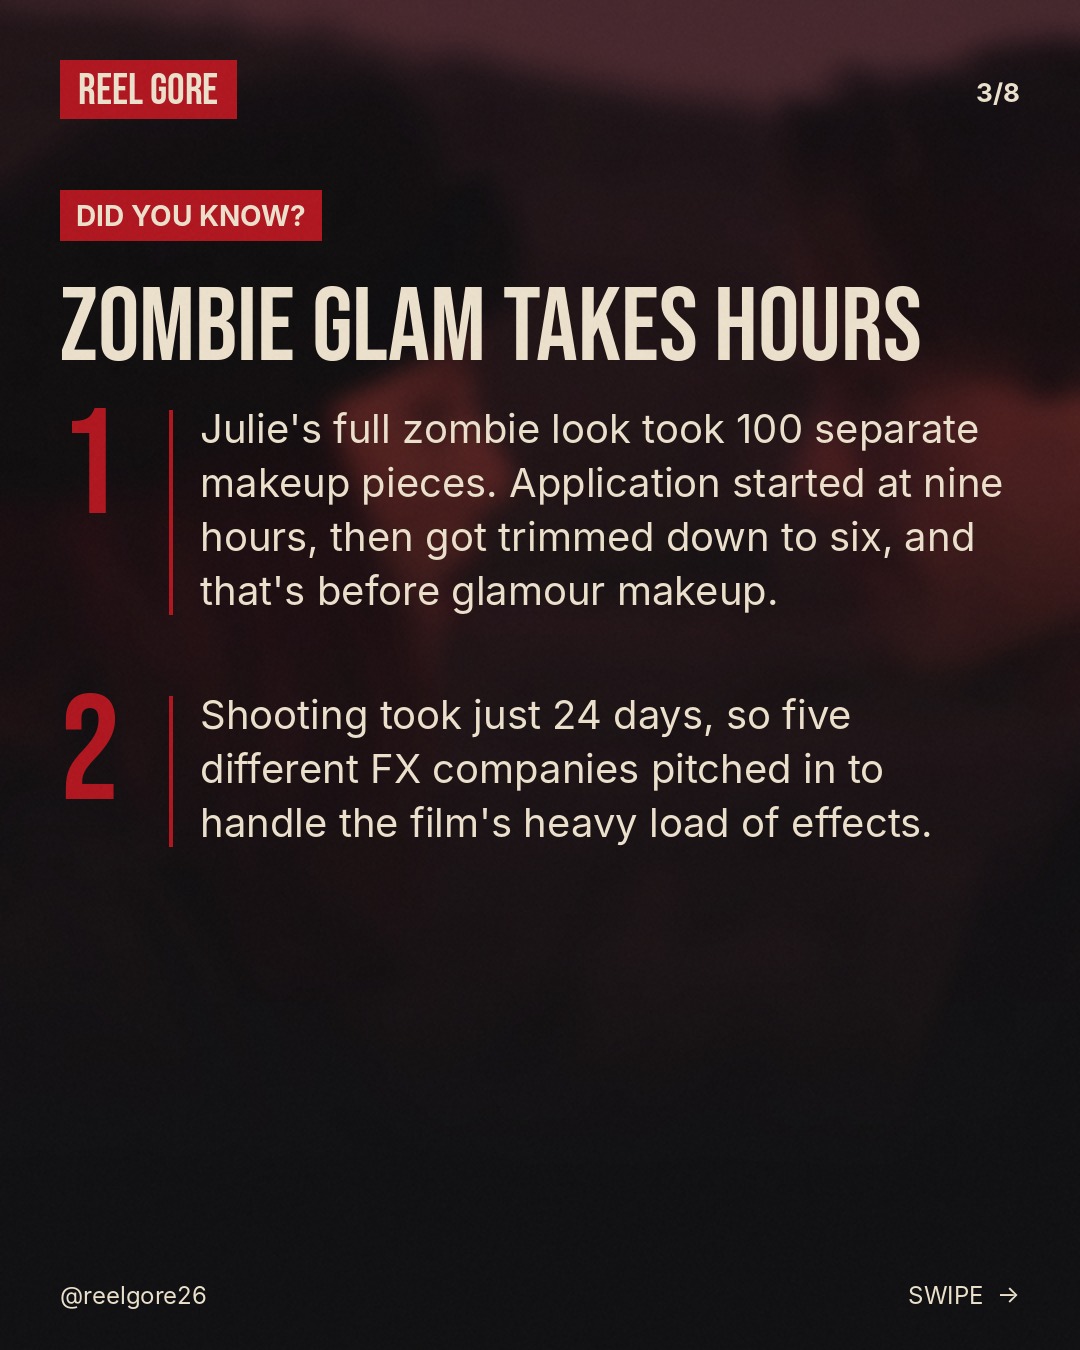 REEL GORE
3/8
DID YOU KNOW?
ZOMBIE GLAM TAKES HOURS
1
Julie's full zombie look took 100 separate
makeup pieces. Application started at nine
hours, then got trimmed down to six, and
that's before glamour makeup.
2
Shooting took just 24 days, so five
different FX companies pitched in to
handle the film's heavy load of effects.
@reelgore26
SWIPE →